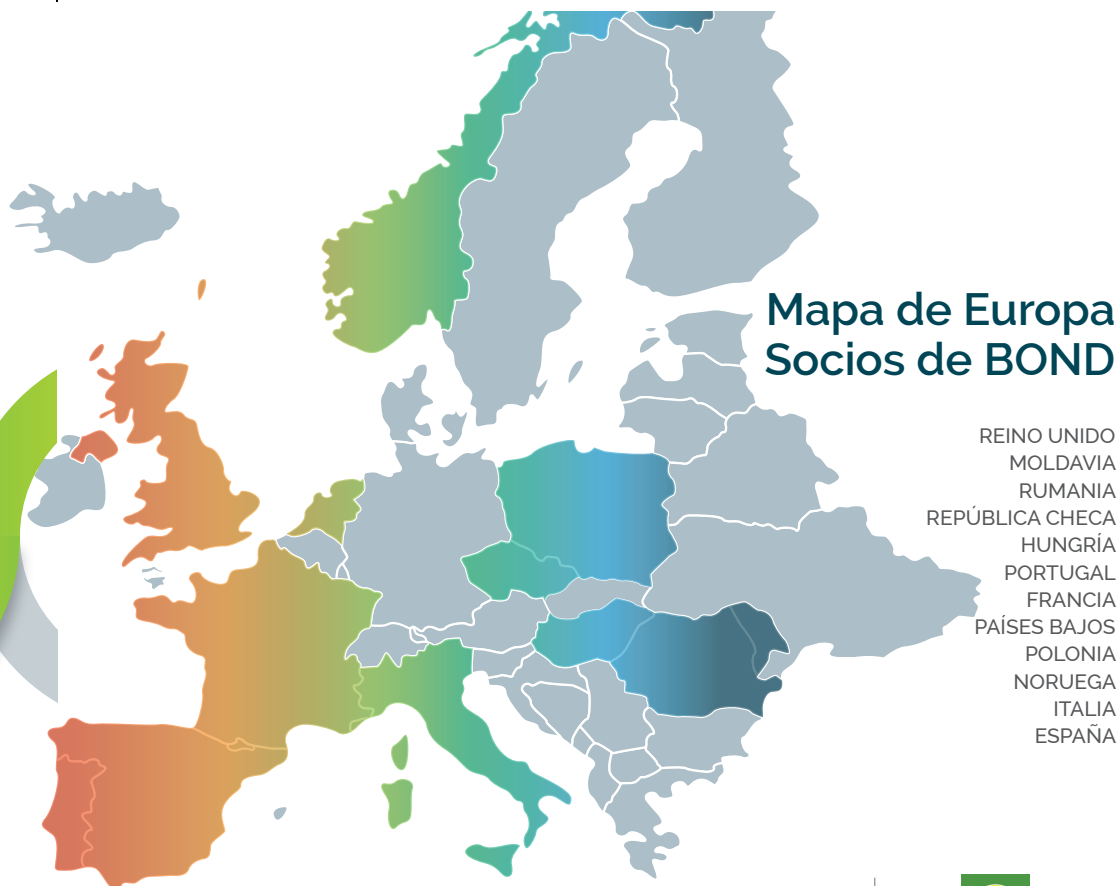 Mapa de Europa
Socios de BOND
REINO UNIDO
MOLDAVIA
RUMANIA
REPÚBLICA CHECA
HUNGRÍA
PORTUGAL
FRANCIA
PAÍSES BAJOS
POLONIA
NORUEGA
ITALIA
ESPAÑA